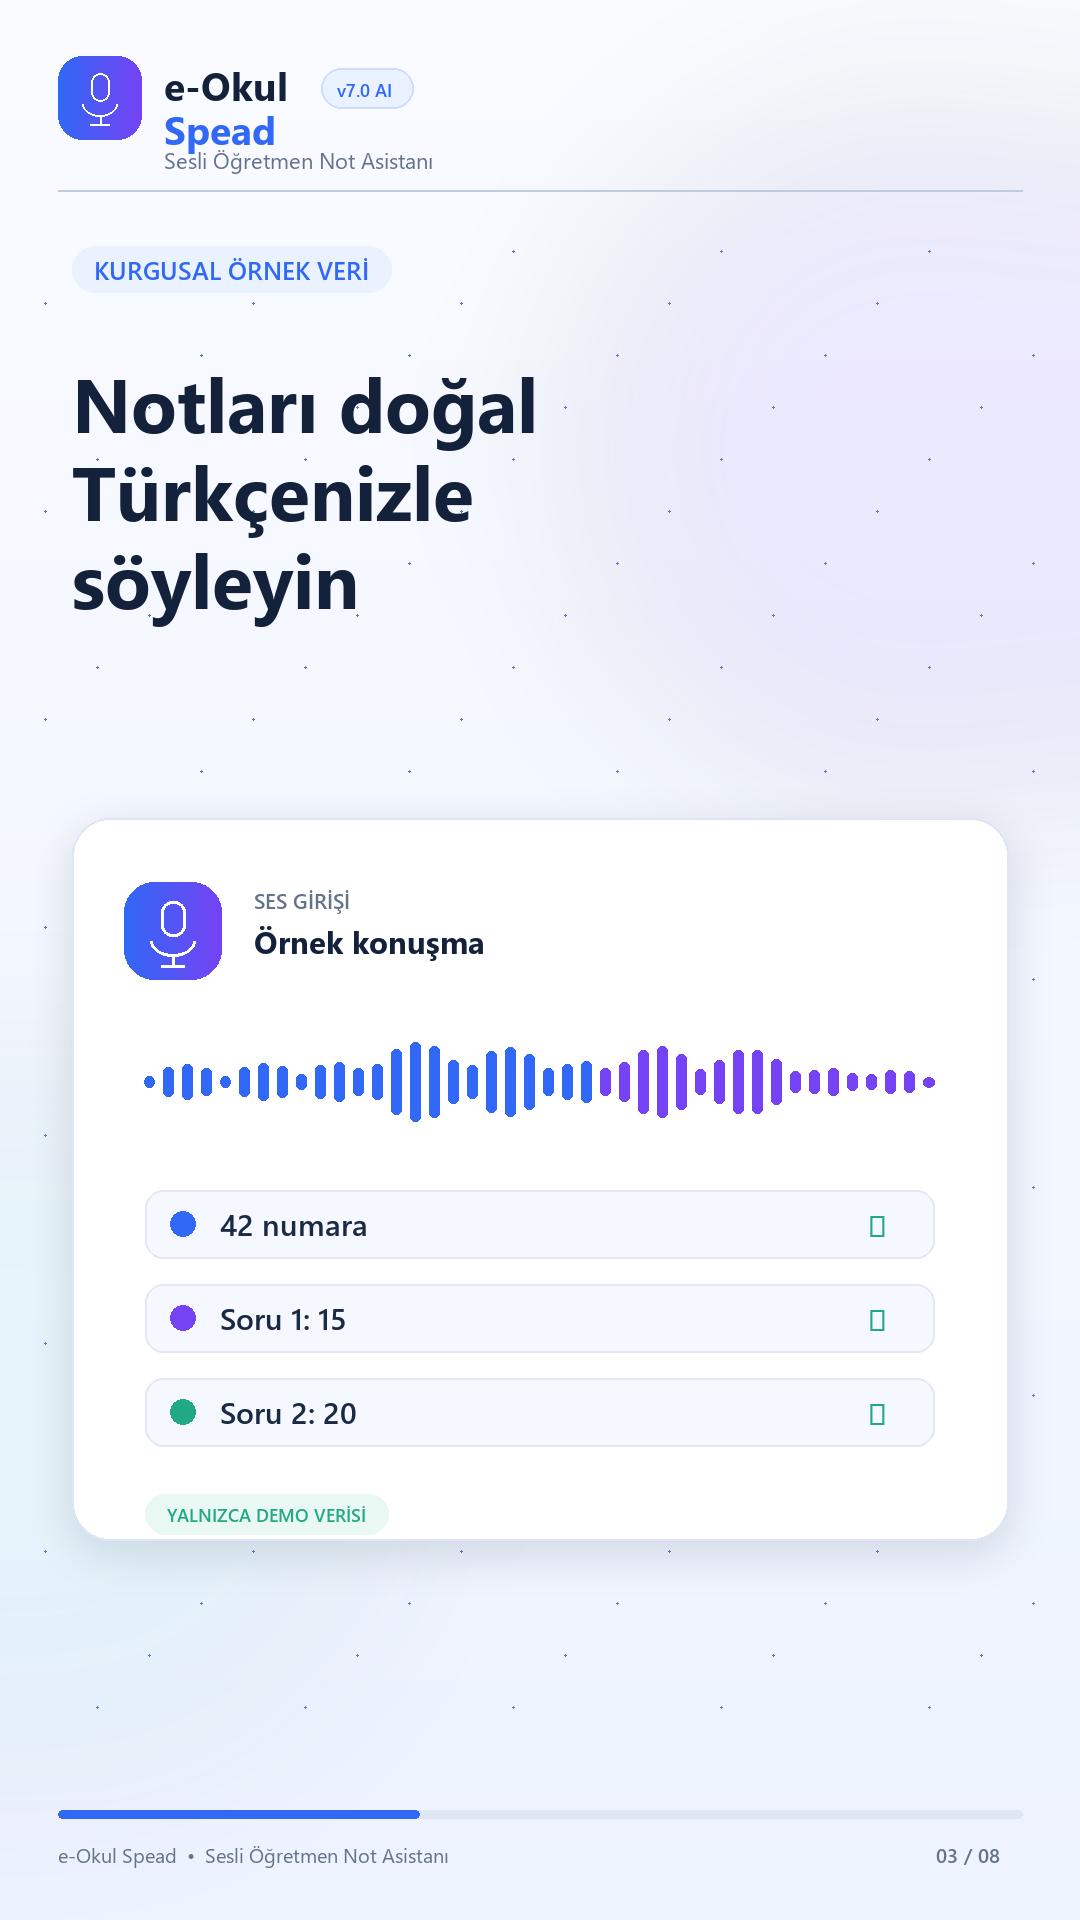 e-Okul
v7.0 AI
Spead
Sesli Öğretmen Not Asistanı
KURGUSAL ÖRNEK VERİ
Notları doğal
Türkçenizle
söyleyin
SES GİRİŞİ
Örnek konuşma
42 numara
Soru 1: 15
Soru 2: 20
YALNIZCA DEMO VERİSİ
e-Okul Spead • Sesli Öğretmen Not Asistanı
03 / 08